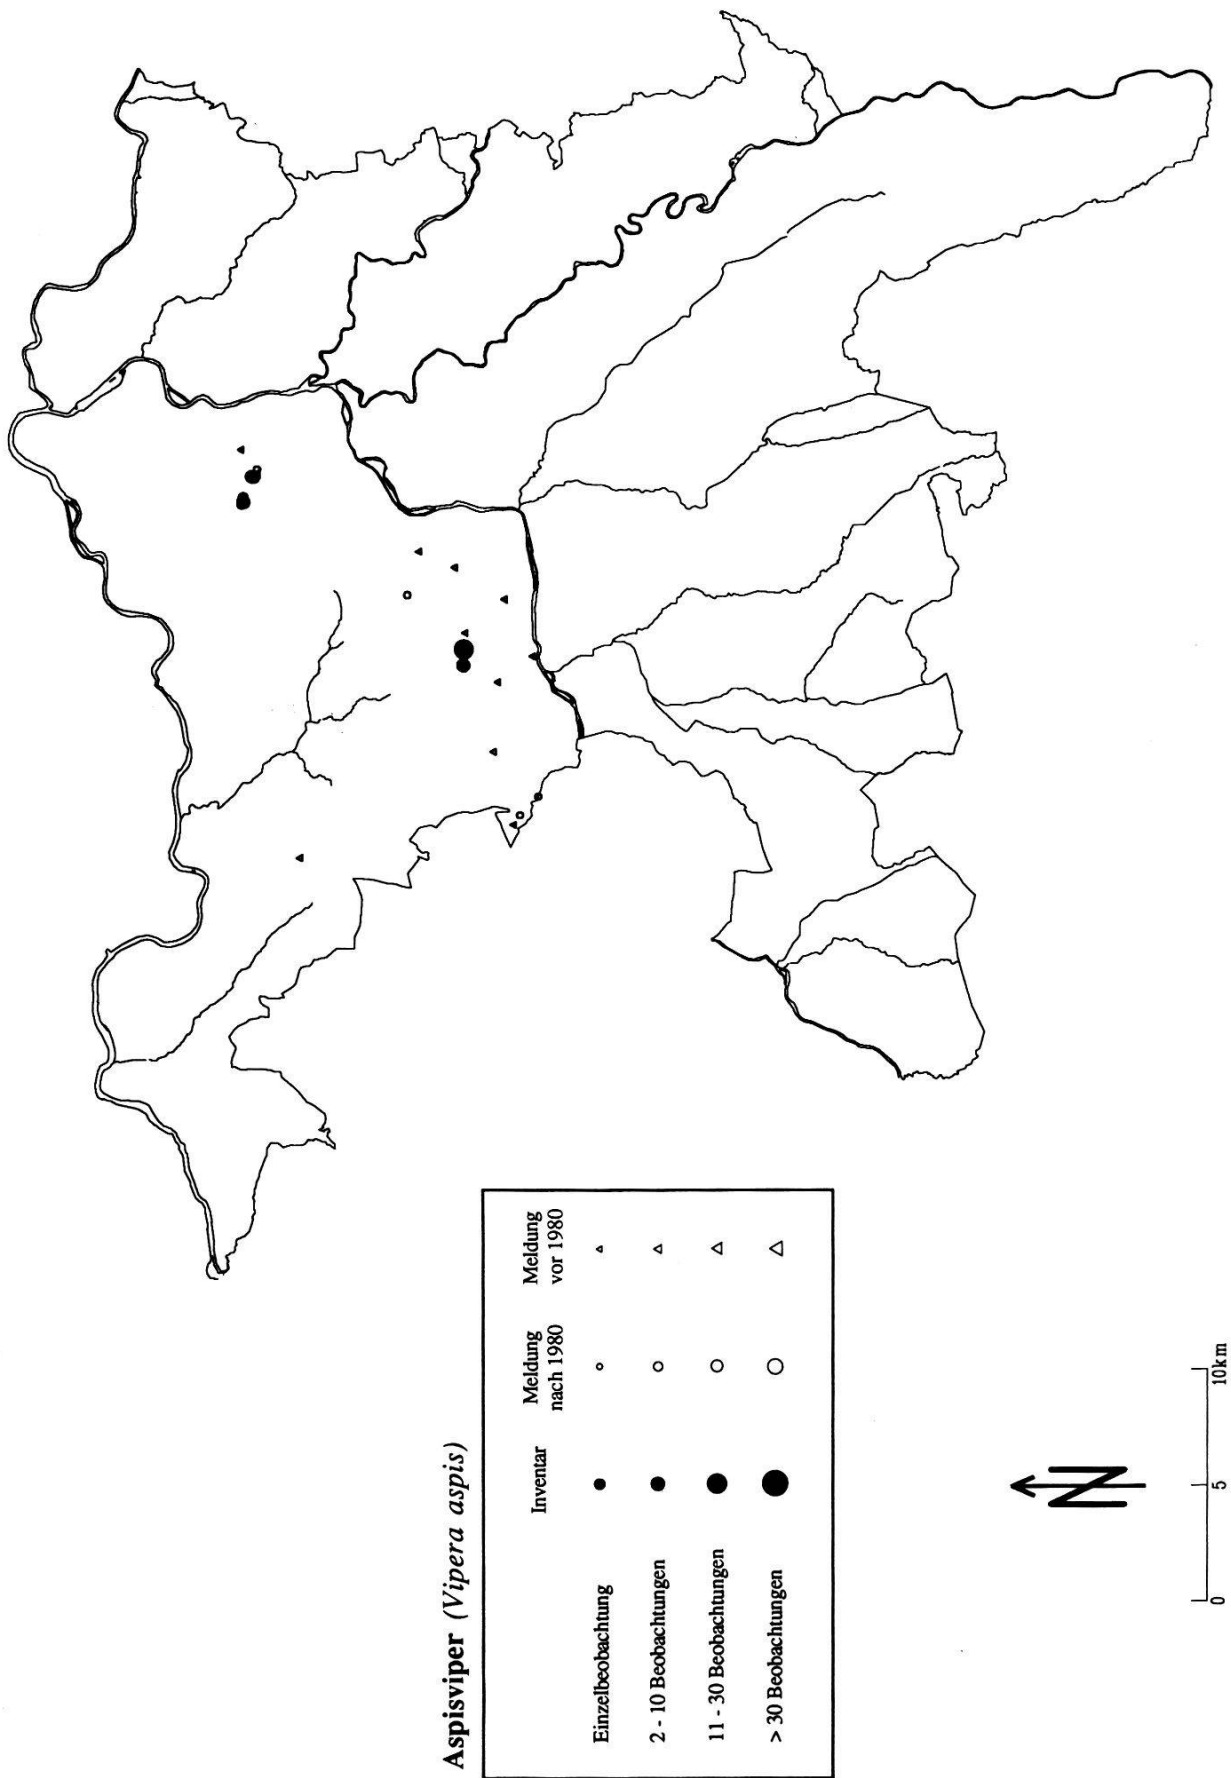 Aspisviper (Vipera aspis)
Inventar
Meldung
nach 1980
Meldung
vor 1980
Einzelbeobachtung
2 - 10 Beobachtungen
11 - 30 Beobachtungen
> 30 Beobachtungen
N
0 5 10km